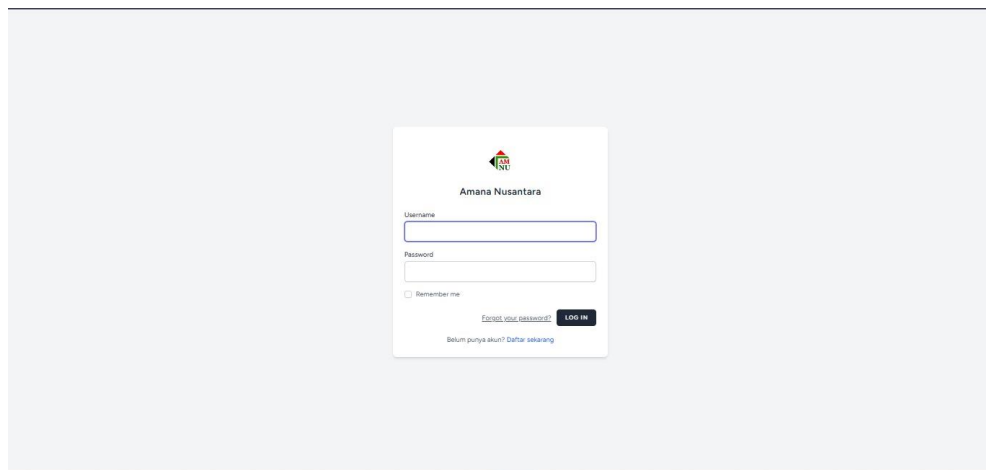 AM
NU
Amana Nusantara
Username
Password
Remember me
Forgot your password? LOG IN
Belum punya akun? Daftar sekarang